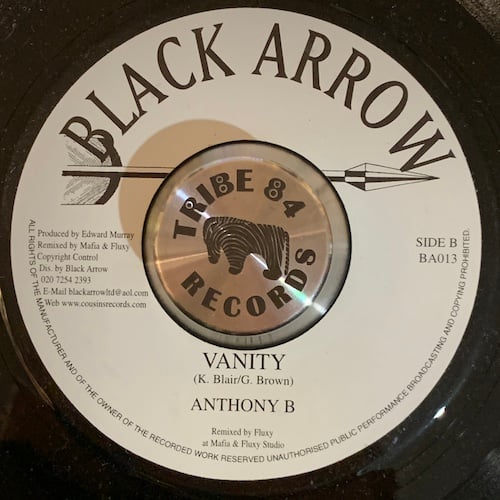 BLACK ARROW
TRIBE 84
RECORDS
Produced by Edward Murray
Remixed by Mafia & Fluxy
Copyright Control
Dis. by Black Arrow
020 7254 2393
E-Mail blackarrowltd@aol.com
Web www.cousinsrecords.com
SIDE B
BA013
VANITY
(K. Blair/G. Brown)
ANTHONY B
Remixed by Fluxy
at Mafia & Fluxy Studio
ALL RIGHTS OF THE MANUFACTURER AND OF THE OWNER OF THE RECORDED WORK RESERVED UNAUTHORISED PUBLIC PERFORMANCE BROADCASTING AND COPYING PROHIBITED.